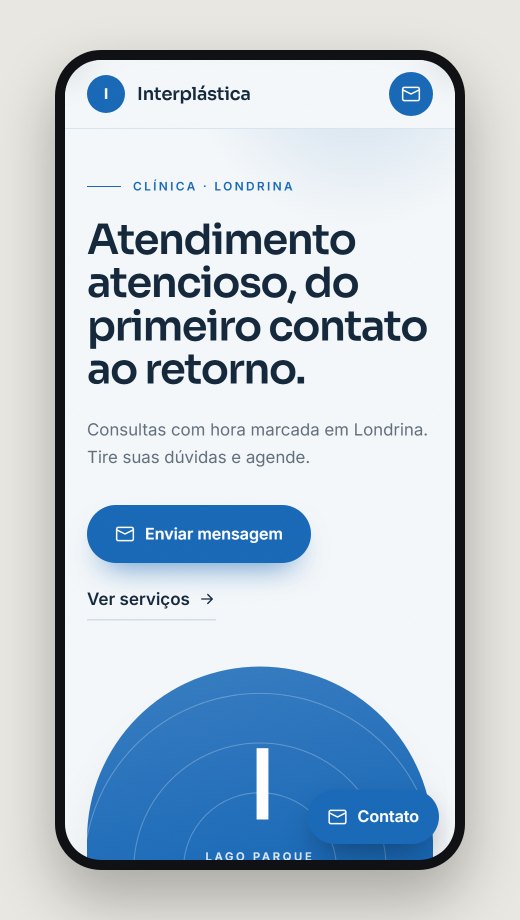 I Interplástica
CLÍNICA · LONDRINA
Atendimento
atencioso, do
primeiro contato
ao retorno.
Consultas com hora marcada em Londrina.
Tire suas dúvidas e agende.
Enviar mensagem
Ver serviços →
I
Contato
LAGO PARQUE